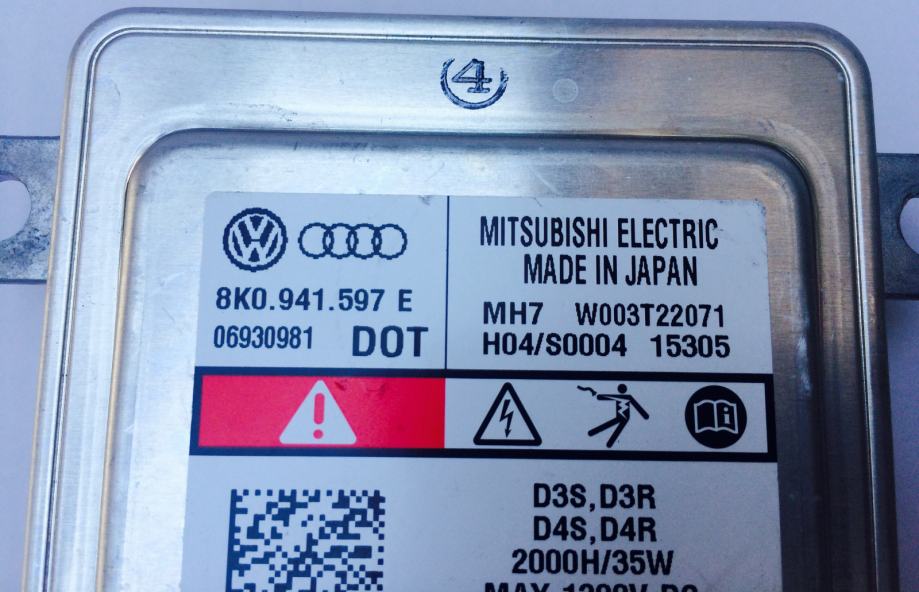 4
8K0.941.597 E
06930981 DOT
MITSUBISHI ELECTRIC
MADE IN JAPAN
MH7 W003T22071
H04/S0004 15305
D3S,D3R
D4S,D4R
2000H/35W